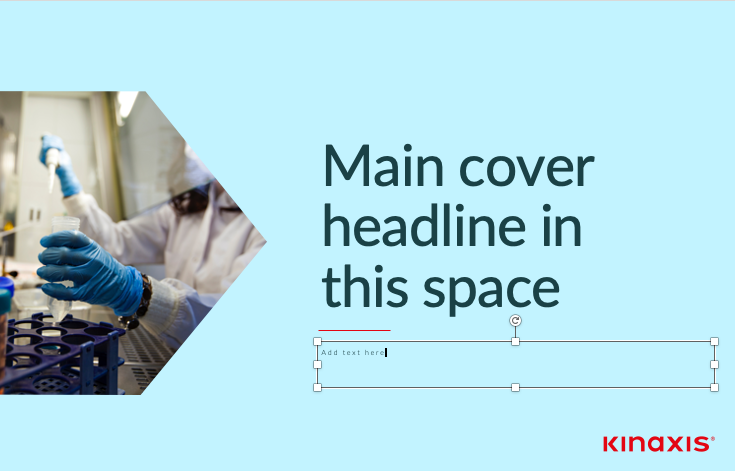 Main cover
headline in
this space
Add text here
KINAXIS®